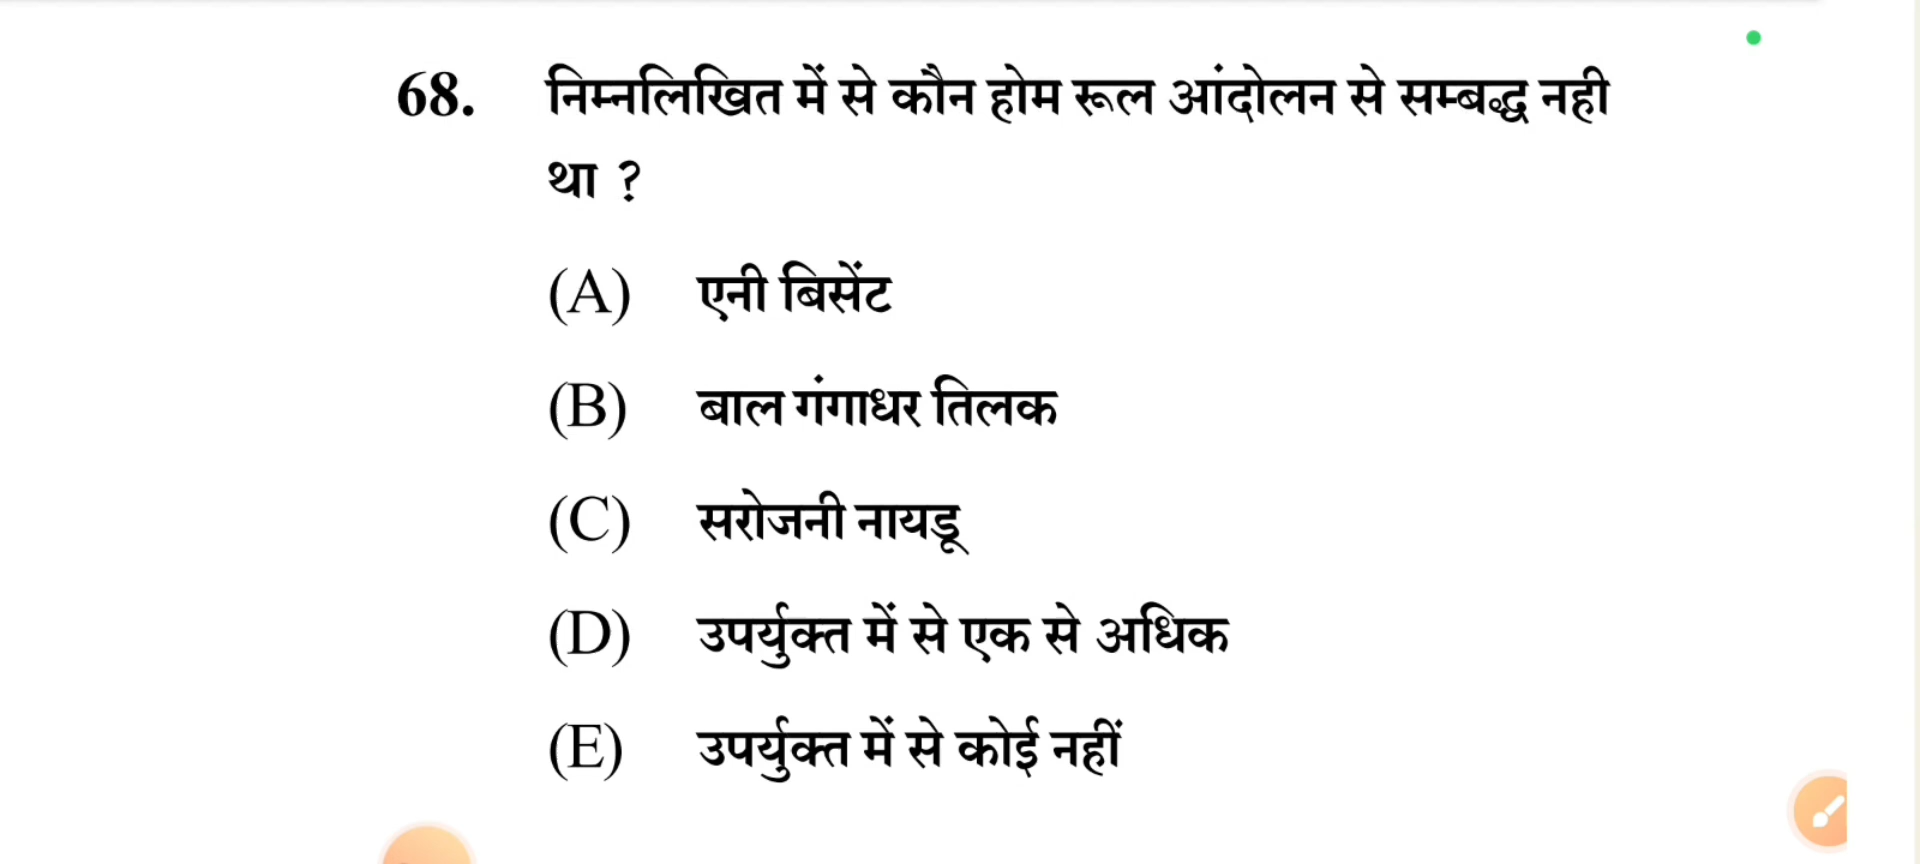 68. निम्नलिखित में से कौन होम रूल आंदोलन से सम्बद्ध नही
था ?
(A) एनी बिसेंट
(B) बाल गंगाधर तिलक
(C) सरोजनी नायडू
(D) उपर्युक्त में से एक से अधिक
(E) उपर्युक्त में से कोई नहीं